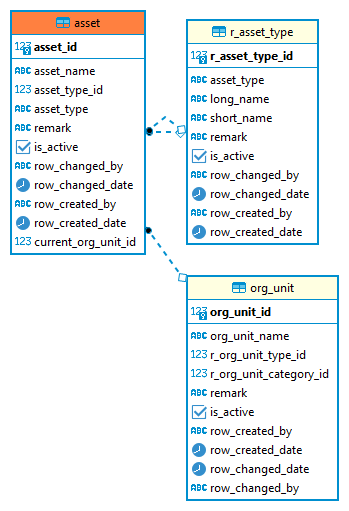 asset
123 asset_id
ABC asset_name
123 asset_type_id
ABC asset_type
ABC remark
is_active
ABC row_changed_by
row_changed_date
ABC row_created_by
row_created_date
123 current_org_unit_id
r_asset_type
123 r_asset_type_id
ABC asset_type
ABC long_name
ABC short_name
ABC remark
is_active
ABC row_changed_by
row_changed_date
ABC row_created_by
row_created_date
org_unit
123 org_unit_id
ABC org_unit_name
123 r_org_unit_type_id
123 r_org_unit_category_id
ABC remark
is_active
ABC row_created_by
row_created_date
row_changed_date
ABC row_changed_by